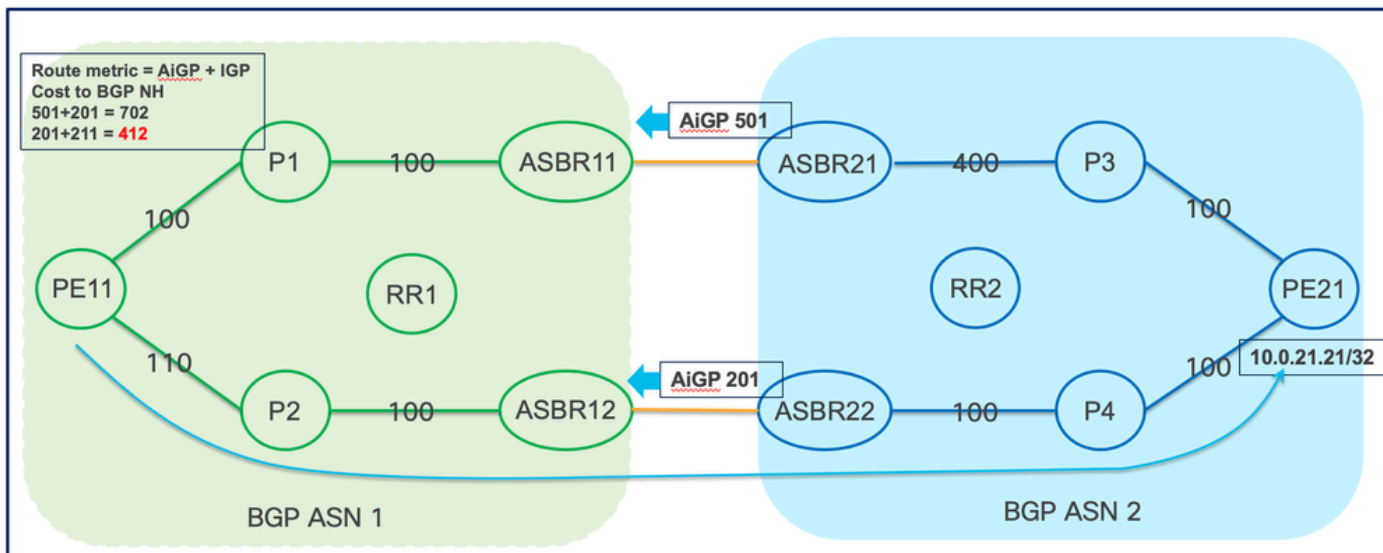 Route metric = AiGP + IGP
Cost to BGP NH
501+201 = 702
201+211 = 412
AiGP 501
P1
100
ASBR11
ASBR21
400
P3
100
100
PE11
RR1
RR2
PE21
110
AiGP 201
100
10.0.21.21/32
P2
100
ASBR12
ASBR22
100
P4
BGP ASN 1
BGP ASN 2